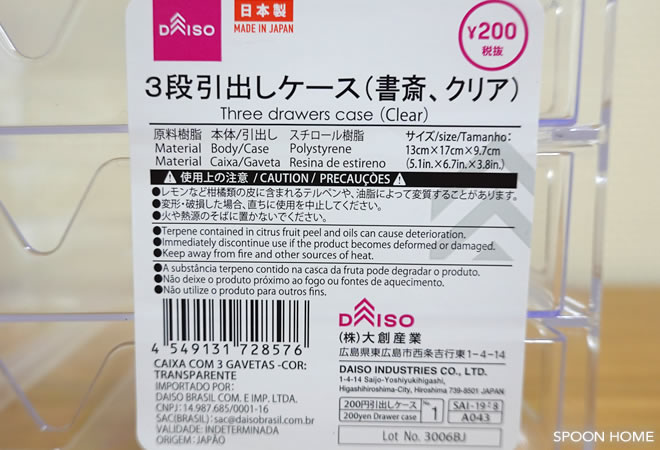 DAISO
日本製
MADE IN JAPAN
¥200
税抜
3段引出しケース(書斎、クリア)
Three drawers case (Clear)
原料樹脂 本体/引出し スチロール樹脂 サイズ/size/Tamanho:
Material Body/Case Polystyrene 13cm×17cm×9.7cm
Material Caixa/Gaveta Resina de estireno (5.1in.×6.7in.×3.8in.)
使用上の注意 / CAUTION / PRECAUÇÕES
●レモンなど柑橘類の皮に含まれるテルペンや、油脂によって変質することがあります。
●変形・破損した場合、直ちに使用を中止してください。
●火や熱源のそばに置かないでください。
●Terpene contained in citrus fruit peel and oils can cause deterioration.
●Immediately discontinue use if the product becomes deformed or damaged.
●Keep away from fire and other sources of heat.
●A substância terpeno contido na casca da fruta pode degradar o produto.
●Não deixe o produto próximo ao fogo ou fontes de aquecimento.
●Não utilize o produto para outros fins.
4 549131 728576
CAIXA COM 3 GAVETAS -COR:
TRANSPARENTE
IMPORTADO POR:
DAISO BRASIL COM. E IMP. LTDA.
CNPJ: 14.987.685/0001-16
SAC(BRASIL): sac@daisobrasil.com.br
VALIDADE: INDETERMINADA
ORIGEM: JAPÃO
DAISO
(株)大創産業
広島県東広島市西条吉行東1-4-14
DAISO INDUSTRIES CO., LTD.
1-4-14 Saijo-Yoshiyukihigashi,
Higashihiroshima-City, Hiroshima 739-8501 JAPAN
200円引出しケース No. 1 SAI-19-8
200yen Drawer case A043
Lot No. 3006BJ
SPOON HOME